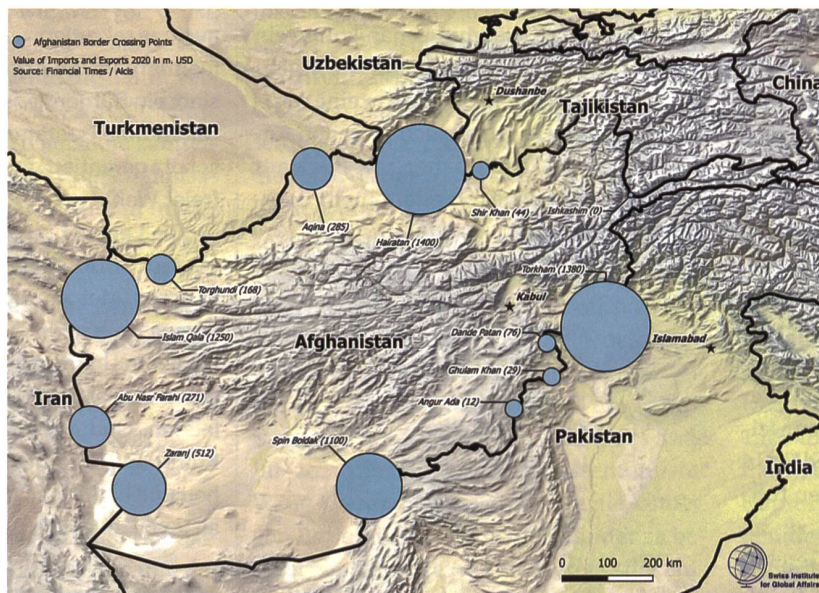 Afghanistan Border Crossing Points
Value of Imports and Exports 2020 in m. USD
Source: Financial Times / Alcis
Uzbekistan
Dushanbe
China
Tajikistan
Turkmenistan
Aqina (285)
Shir Khan (44)
Ishkashim (0)
Hairatan (1400)
Torkham (1380)
Torghundi (168)
Kabul
Islam Qala (1250)
Afghanistan
Dande Patan (76)
Islamabad
Ghulam Khan (29)
Iran
Abu Nasr Farahi (271)
Angur Ada (12)
Spin Boldak (1100)
Pakistan
Zaranj (512)
India
0 100 200 km
Swiss Institute
for Global Affairs